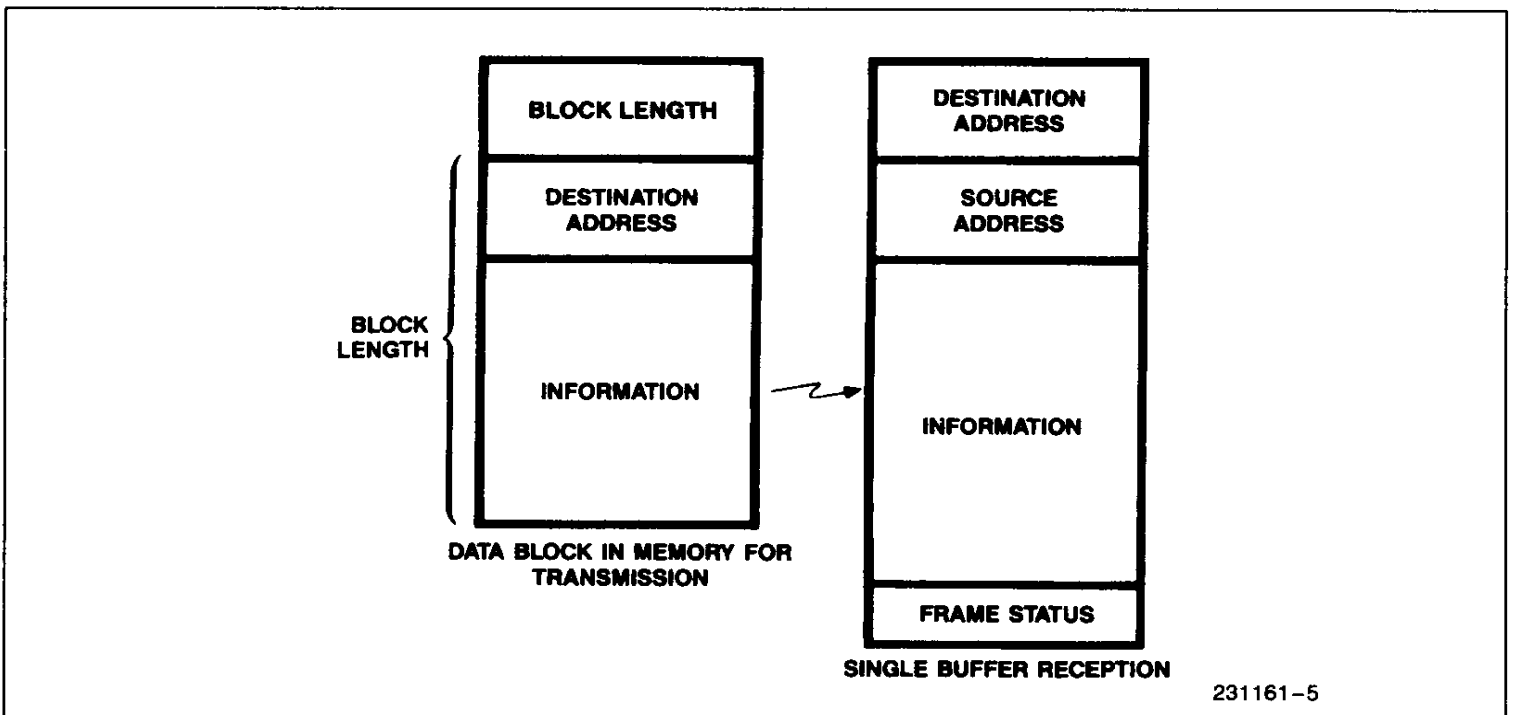 BLOCK LENGTH
DESTINATION
ADDRESS
INFORMATION
BLOCK
LENGTH
DATA BLOCK IN MEMORY FOR
TRANSMISSION
DESTINATION
ADDRESS
SOURCE
ADDRESS
INFORMATION
FRAME STATUS
SINGLE BUFFER RECEPTION
231161–5